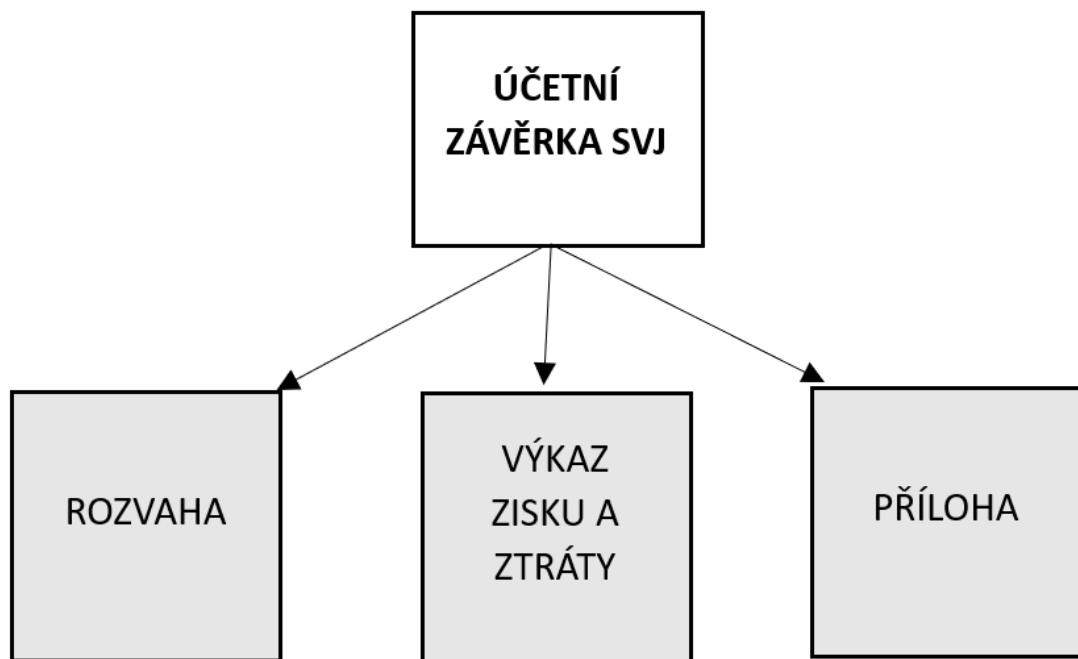 ÚČETNÍ
ZÁVĚRKA SVJ
ROZVAHA
VÝKAZ
ZISKU A
ZTRÁTY
PŘÍLOHA